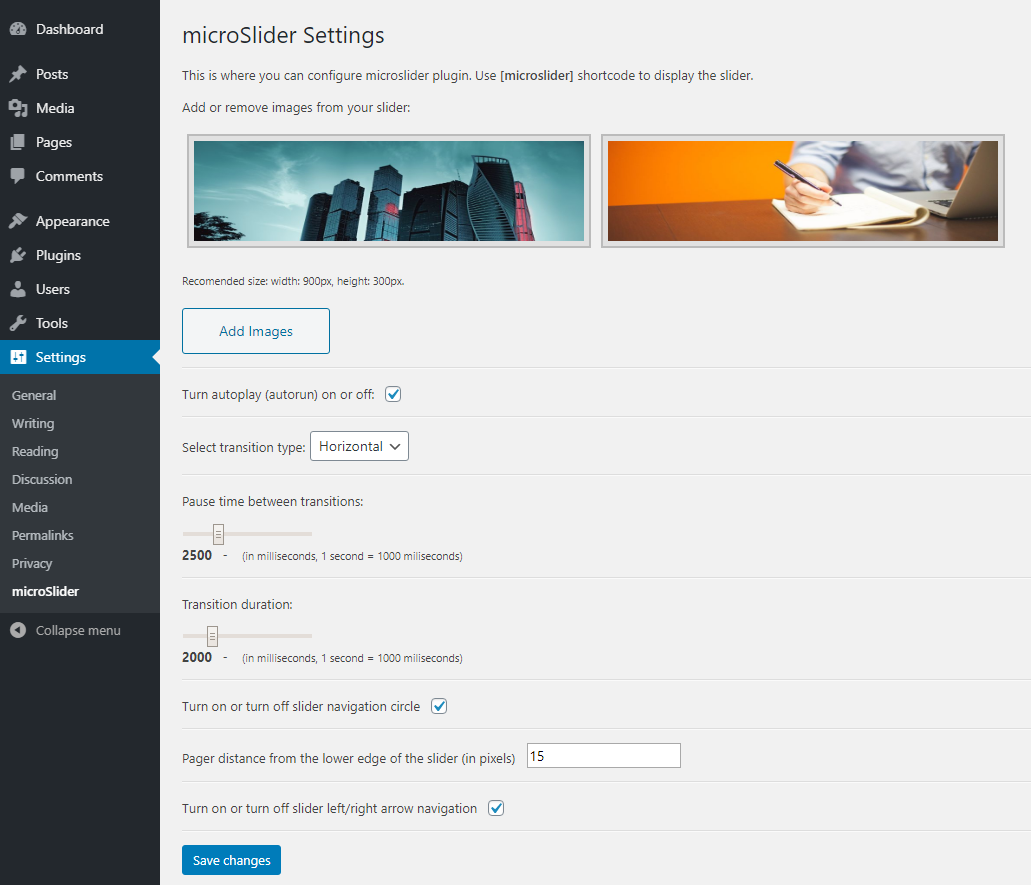 Dashboard
Posts
Media
Pages
Comments
Appearance
Plugins
Users
Tools
Settings
General
Writing
Reading
Discussion
Media
Permalinks
Privacy
microSlider
Collapse menu
microSlider Settings
This is where you can configure microslider plugin. Use [microslider] shortcode to display the slider.
Add or remove images from your slider:
Recomended size: width: 900px, height: 300px.
Add Images
Turn autoplay (autorun) on or off:
Select transition type: Horizontal
Pause time between transitions:
2500 - (in milliseconds, 1 second = 1000 miliseconds)
Transition duration:
2000 - (in milliseconds, 1 second = 1000 miliseconds)
Turn on or turn off slider navigation circle
Pager distance from the lower edge of the slider (in pixels) 15
Turn on or turn off slider left/right arrow navigation
Save changes